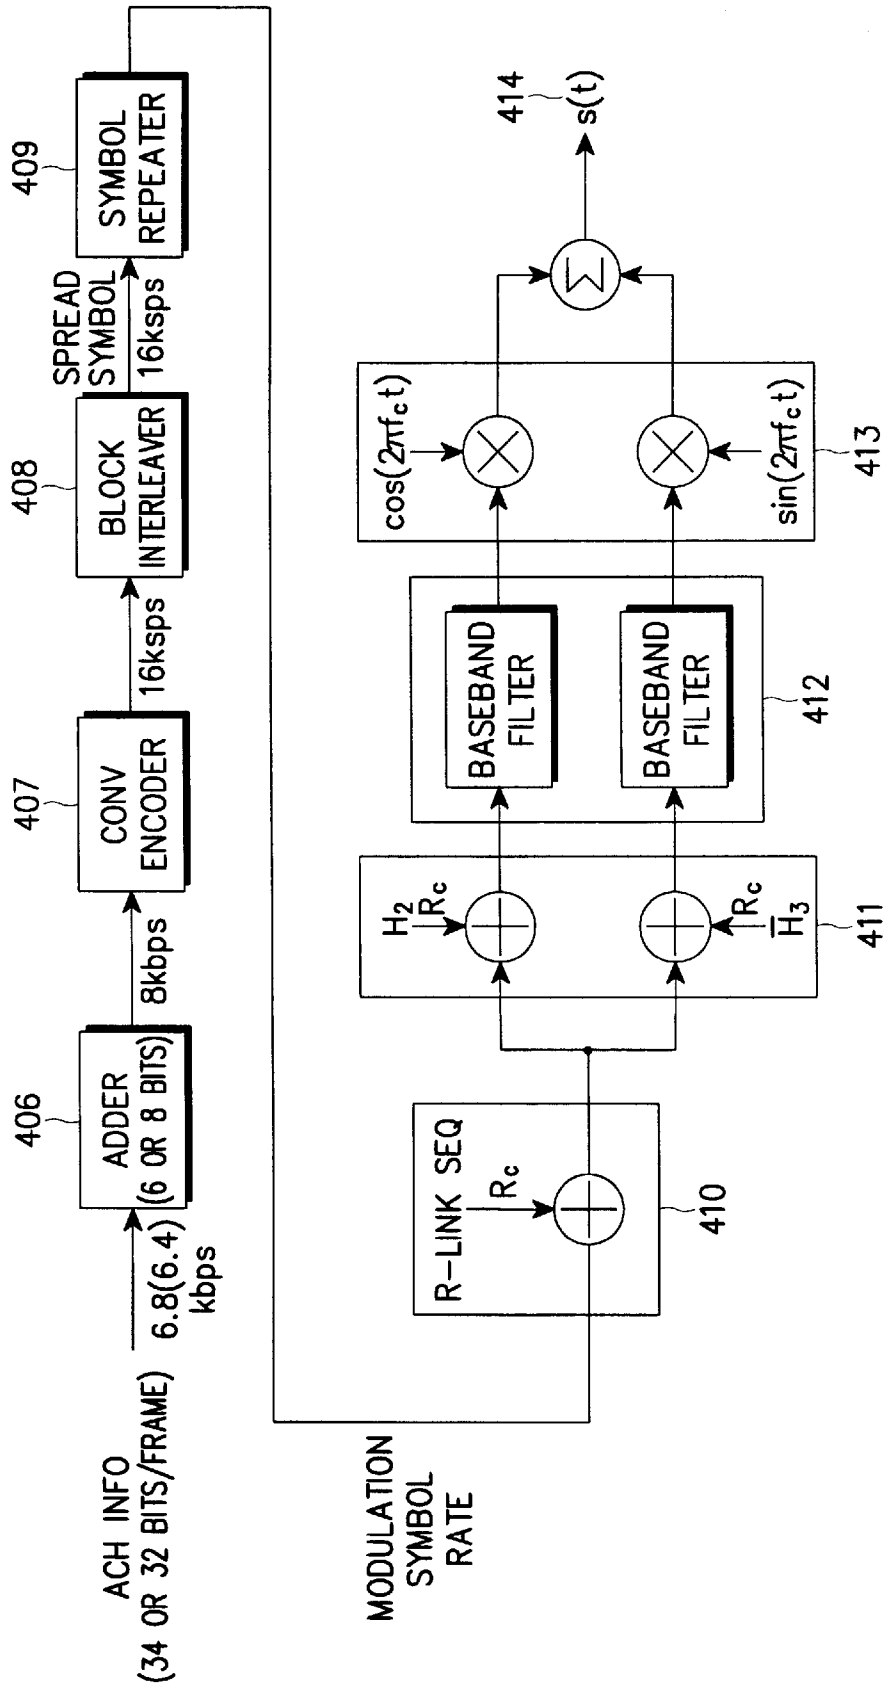 ACH INFO
(34 OR 32 BITS/FRAME)
6.8(6.4)
kbps
406
ADDER
(6 OR 8 BITS)
8kbps
407
CONV
ENCODER
16ksps
408
BLOCK
INTERLEAVER
SPREAD
SYMBOL
16ksps
409
SYMBOL
REPEATER
MODULATION
SYMBOL
RATE
R-LINK SEQ
Rc
410
H2
Rc
Rc
H̅3
411
BASEBAND
FILTER
BASEBAND
FILTER
412
cos(2πfct)
sin(2πfct)
413
Σ
414
s(t)